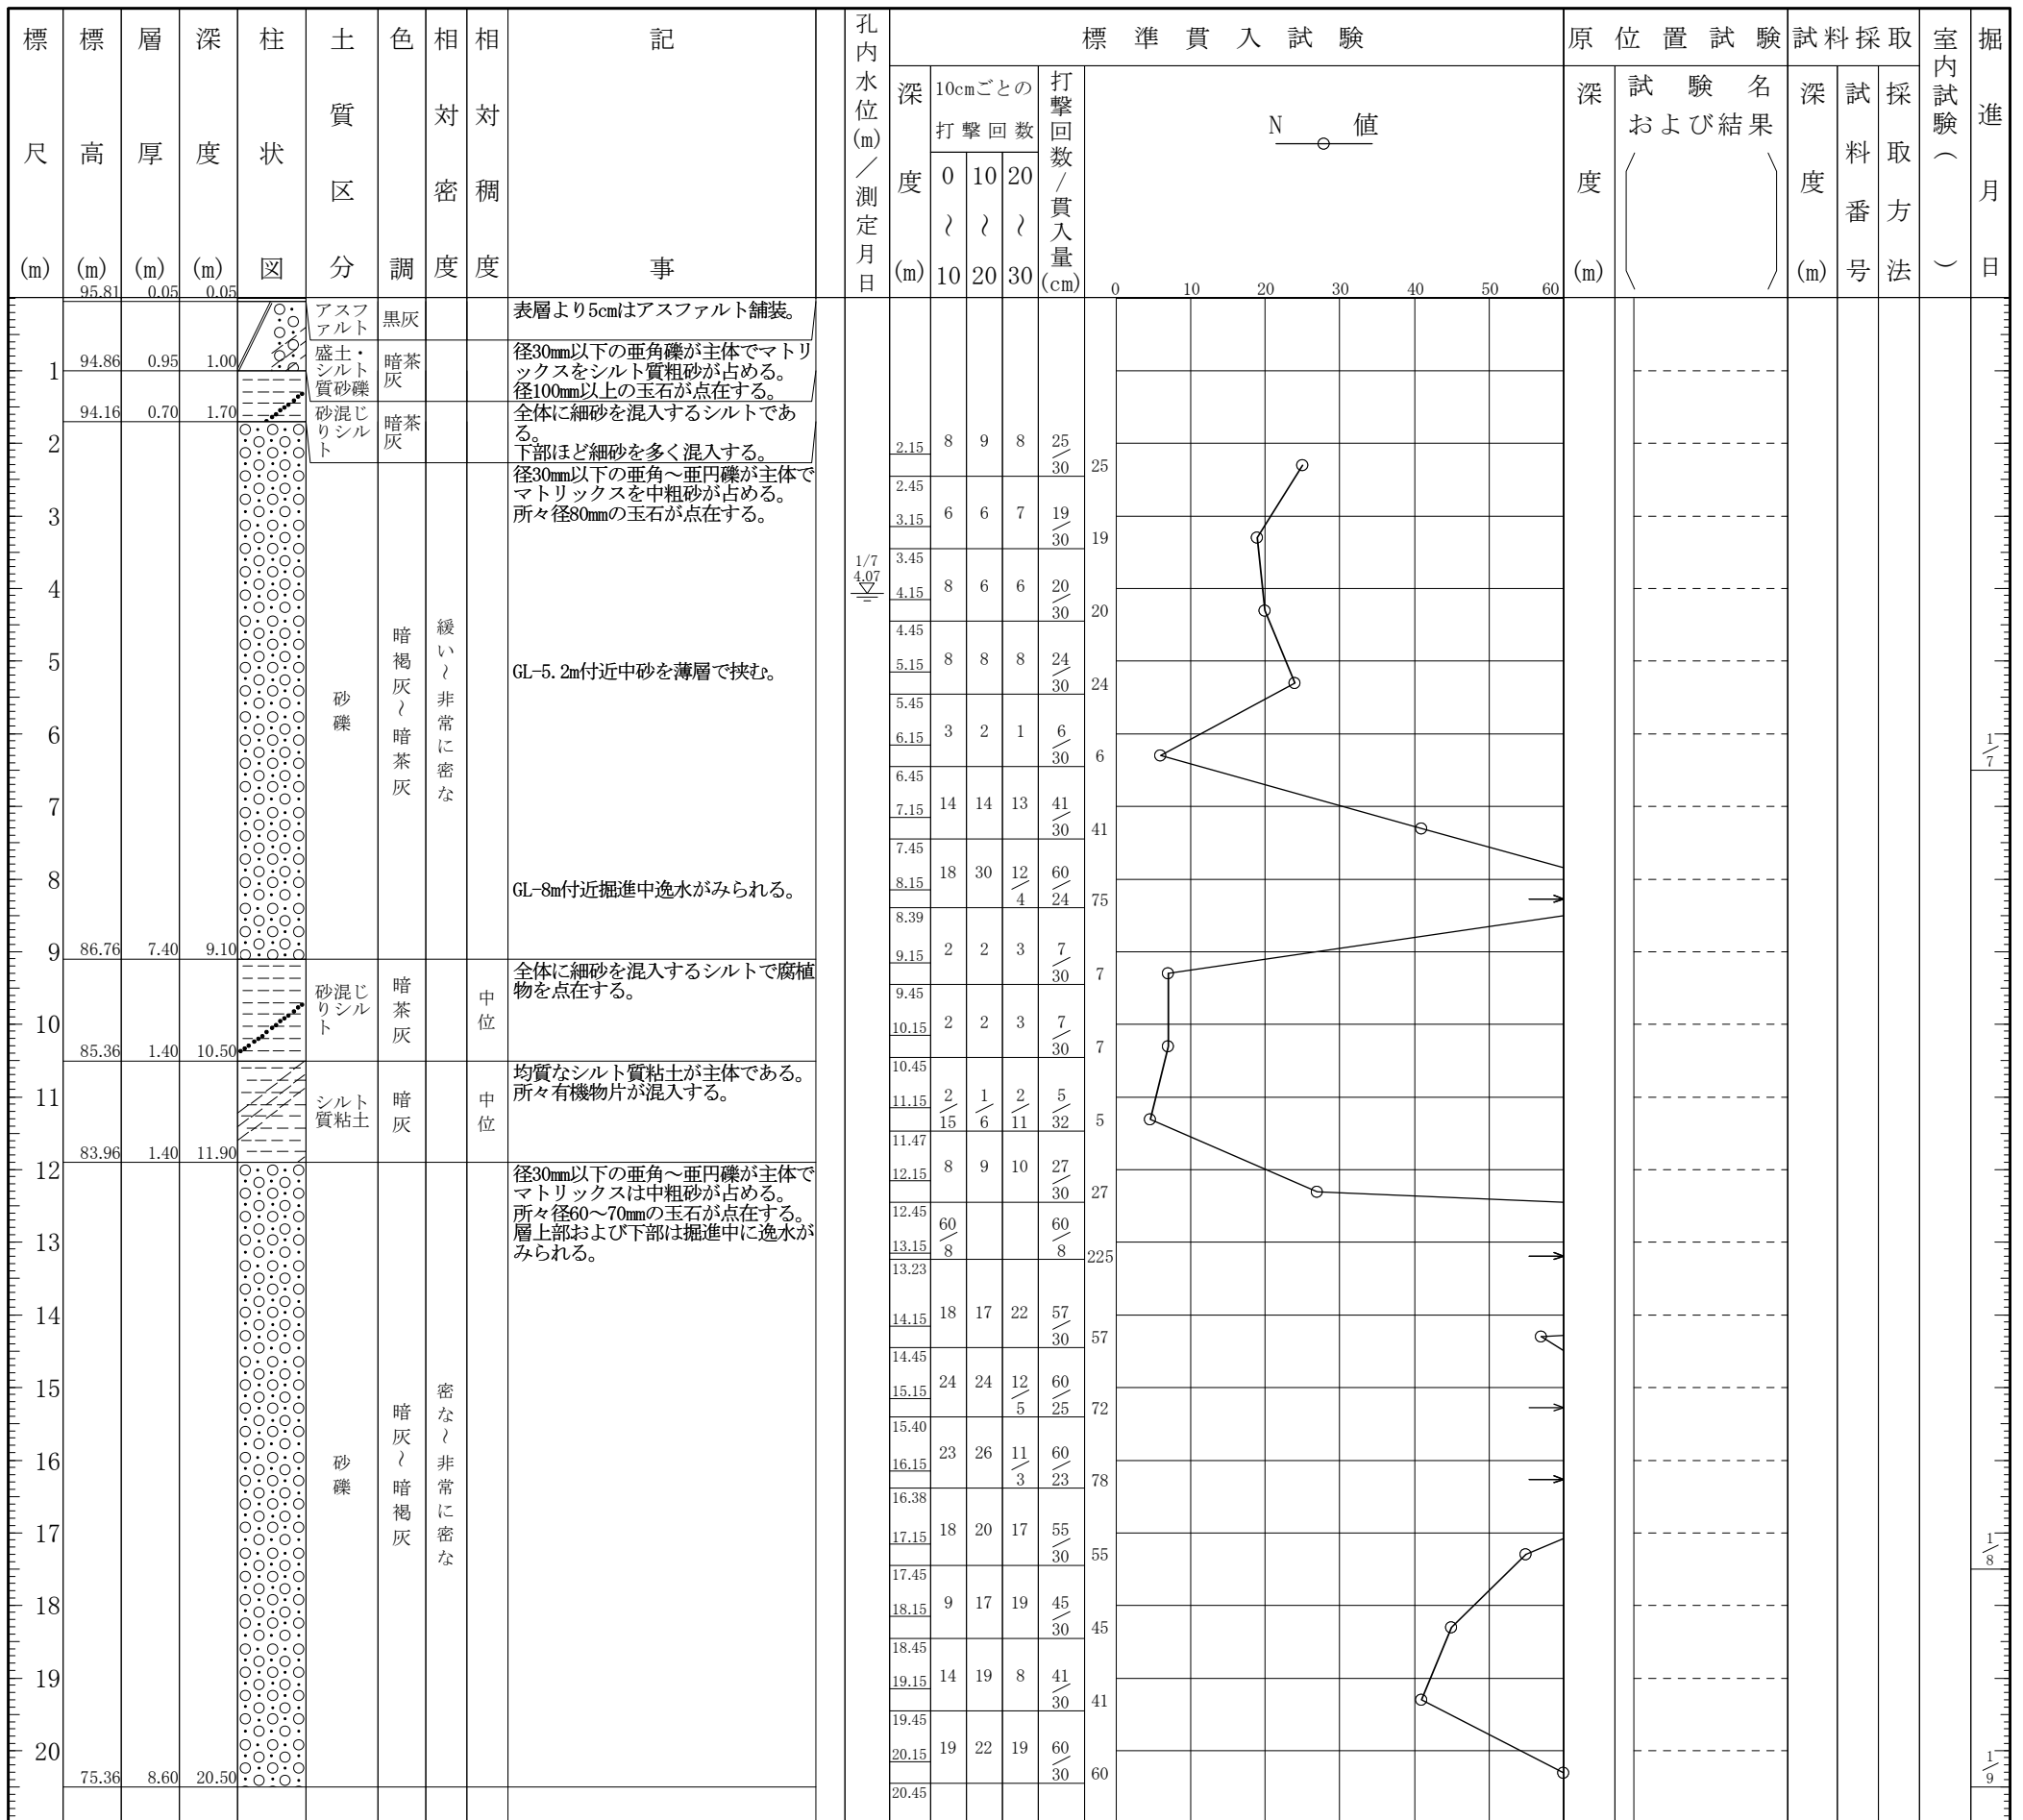 標尺(m)
標高(m)
層厚(m)
深度(m)
柱状図
土質区分
色調
相対密度
相対稠度
記事
孔内水位(m)／測定月日
標準貫入試験
深度(m)
10cmごとの
打撃回数
0～10
10～20
20～30
打撃回数/貫入量(cm)
N 値
0 10 20 30 40 50 60
原位置試験
深度(m)
試験名
および結果
試料採取
深度(m)
試料番号
採取方法
室内試験（ ）
掘進月日
95.81 0.05 0.05
アスフ
ァルト
黒灰
表層より5cmはアスファルト舗装。
94.86 0.95 1.00
盛土・
シルト
質砂礫
暗茶
灰
径30mm以下の亜角礫が主体でマトリ
ックスをシルト質粗砂が占める。
径100mm以上の玉石が点在する。
94.16 0.70 1.70
砂混じ
りシル
ト
暗茶
灰
全体に細砂を混入するシルトであ
る。
下部ほど細砂を多く混入する。
86.76 7.40 9.10
砂礫
暗褐灰～暗茶灰
緩い～非常に密な
径30mm以下の亜角～亜円礫が主体で
マトリックスを中粗砂が占める。
所々径80mmの玉石が点在する。
GL-5.2m付近中砂を薄層で挟む。
GL-8m付近掘進中逸水がみられる。
85.36 1.40 10.50
砂混じ
りシル
ト
暗茶灰
中位
全体に細砂を混入するシルトで腐植
物を点在する。
83.96 1.40 11.90
シルト
質粘土
暗灰
中位
均質なシルト質粘土が主体である。
所々有機物片が混入する。
75.36 8.60 20.50
砂礫
暗灰～暗褐灰
密な～非常に密な
径30mm以下の亜角～亜円礫が主体で
マトリックスは中粗砂が占める。
所々径60～70mmの玉石が点在する。
層上部および下部は掘進中に逸水が
みられる。
1
2
3
4
5
6
7
8
9
10
11
12
13
14
15
16
17
18
19
20
1/7
4.07
2.15 8 9 8 25/30 25
2.45
3.15 6 6 7 19/30 19
3.45
4.15 8 6 6 20/30 20
4.45
5.15 8 8 8 24/30 24
5.45
6.15 3 2 1 6/30 6
6.45
7.15 14 14 13 41/30 41
7.45
8.15 18 30 12/4 60/24 75
8.39
9.15 2 2 3 7/30 7
9.45
10.15 2 2 3 7/30 7
10.45
11.15 2/15 1/6 2/11 5/32 5
11.47
12.15 8 9 10 27/30 27
12.45
13.15 60/8 60/8 225
13.23
14.15 18 17 22 57/30 57
14.45
15.15 24 24 12/5 60/25 72
15.40
16.15 23 26 11/3 60/23 78
16.38
17.15 18 20 17 55/30 55
17.45
18.15 9 17 19 45/30 45
18.45
19.15 14 19 8 41/30 41
19.45
20.15 19 22 19 60/30 60
20.45
1/7
1/8
1/9